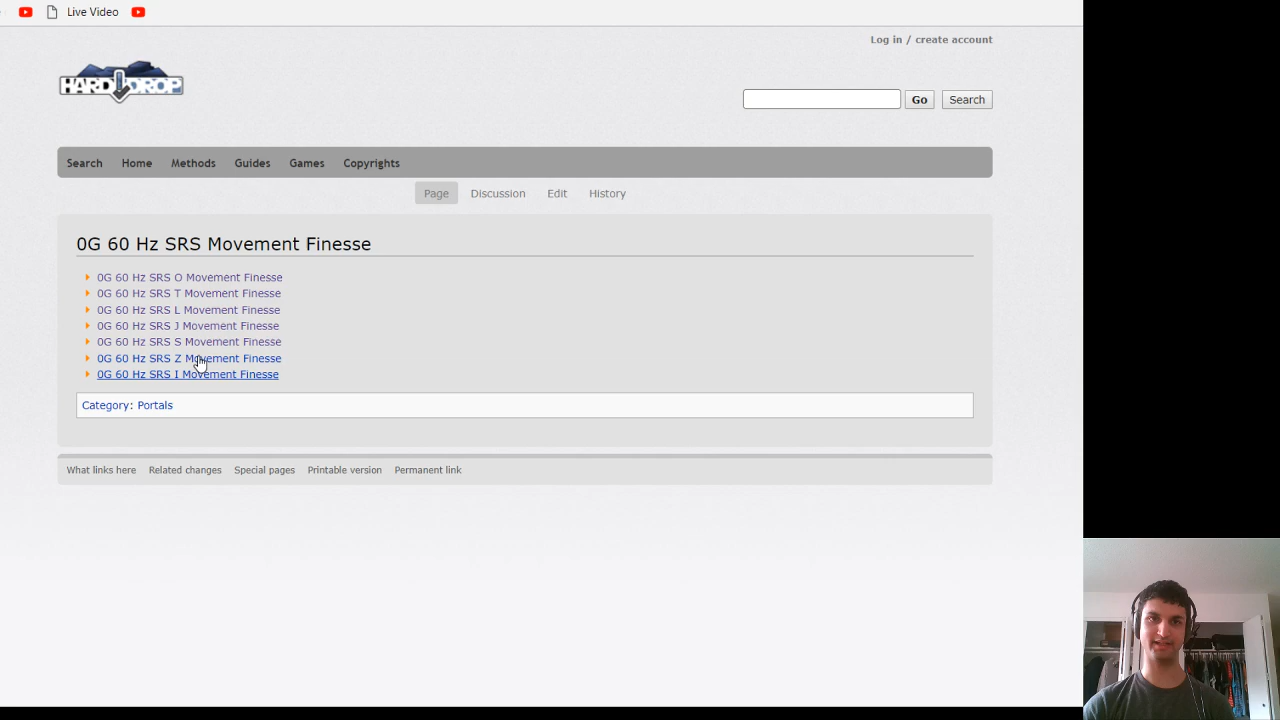 Live Video
Log in / create account
HARD DROP
Go Search
Search Home Methods Guides Games Copyrights
Page Discussion Edit History
0G 60 Hz SRS Movement Finesse
0G 60 Hz SRS O Movement Finesse
0G 60 Hz SRS T Movement Finesse
0G 60 Hz SRS L Movement Finesse
0G 60 Hz SRS J Movement Finesse
0G 60 Hz SRS S Movement Finesse
0G 60 Hz SRS Z Movement Finesse
0G 60 Hz SRS I Movement Finesse
Category: Portals
What links here Related changes Special pages Printable version Permanent link